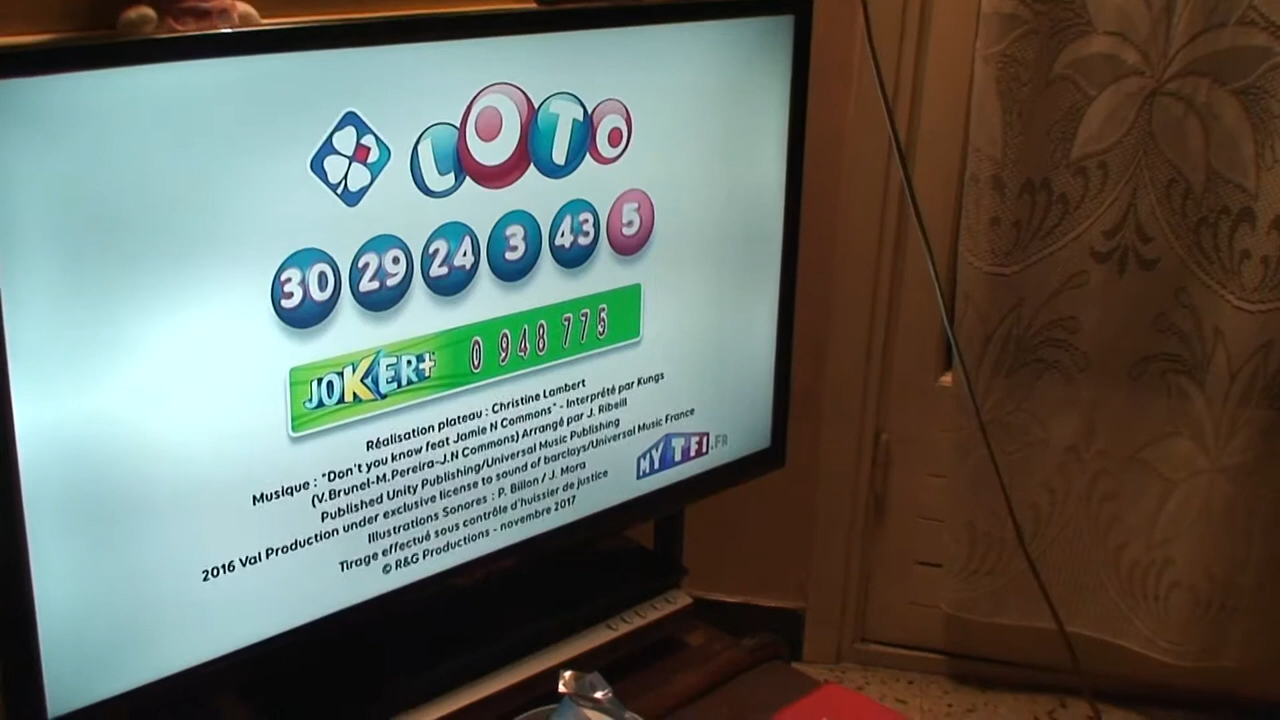 LOTO
30 29 24 3 43 5
JOKER+ 0 948 775
Réalisation plateau : Christine Lambert
Musique : "Don't you know feat Jamie N Commons" - Interprété par Kungs
(V.Brunel-M.Pereira-J.N Commons) Arrangé par J. Ribeill
Published Unity Publishing/Universal Music Publishing
2016 Val Production under exclusive license to sound of barclays/Universal Music France
Illustrations Sonores : P. Billon / J. Mora
Tirage effectué sous contrôle d'huissier de justice
© R&G Productions - novembre 2017
MYTF1.FR